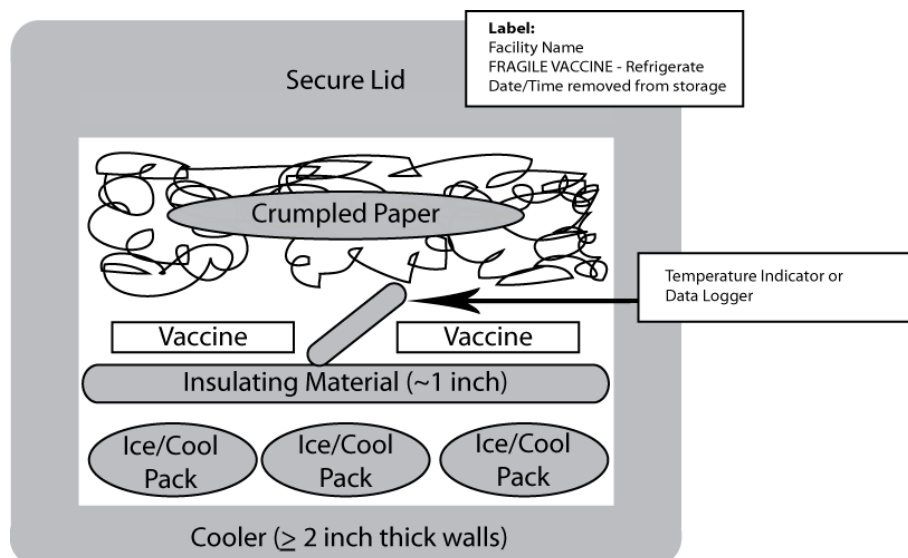 Label:
Facility Name
FRAGILE VACCINE - Refrigerate
Date/Time removed from storage
Secure Lid
Crumpled Paper
Temperature Indicator or
Data Logger
Vaccine
Vaccine
Insulating Material (~1 inch)
Ice/Cool
Pack
Ice/Cool
Pack
Ice/Cool
Pack
Cooler (≥ 2 inch thick walls)